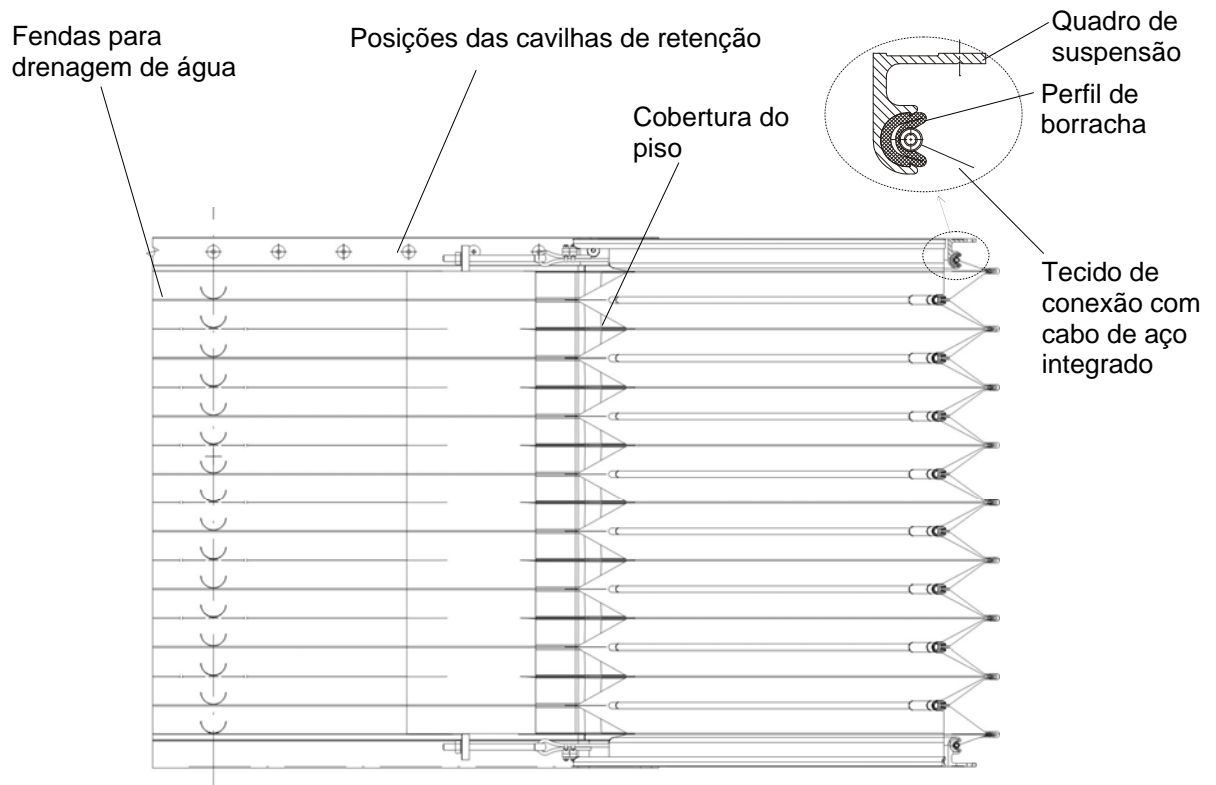 Fendas para
drenagem de água
Posições das cavilhas de retenção
Cobertura do
piso
Quadro de
suspensão
Perfil de
borracha
Tecido de
conexão com
cabo de aço
integrado